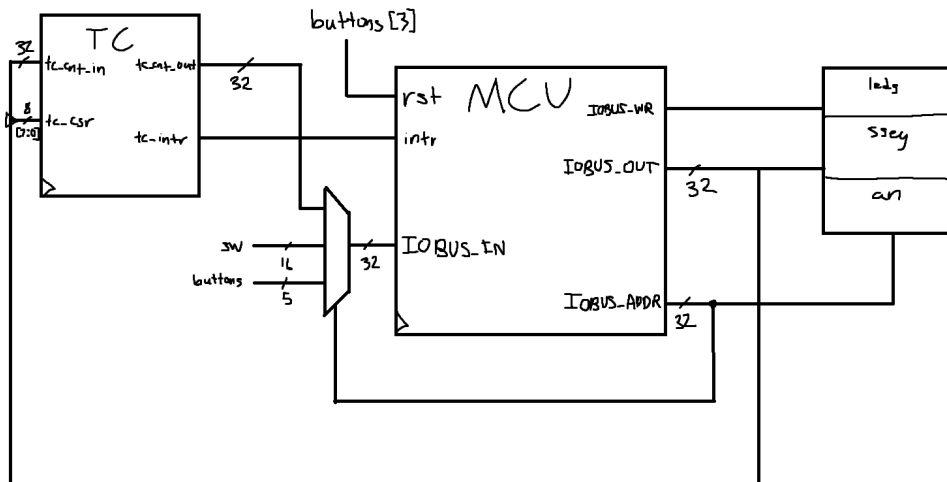 TC
32
tc_cnt_in
tc_cnt_out
32
8
[7:0]
tc_csr
tc_intr
buttons [3]
MCU
rst
intr
IOBUS_WR
IOBUS_OUT
32
IOBUS_IN
32
IOBUS_ADDR
32
sw
16
buttons
5
leds
sseg
an